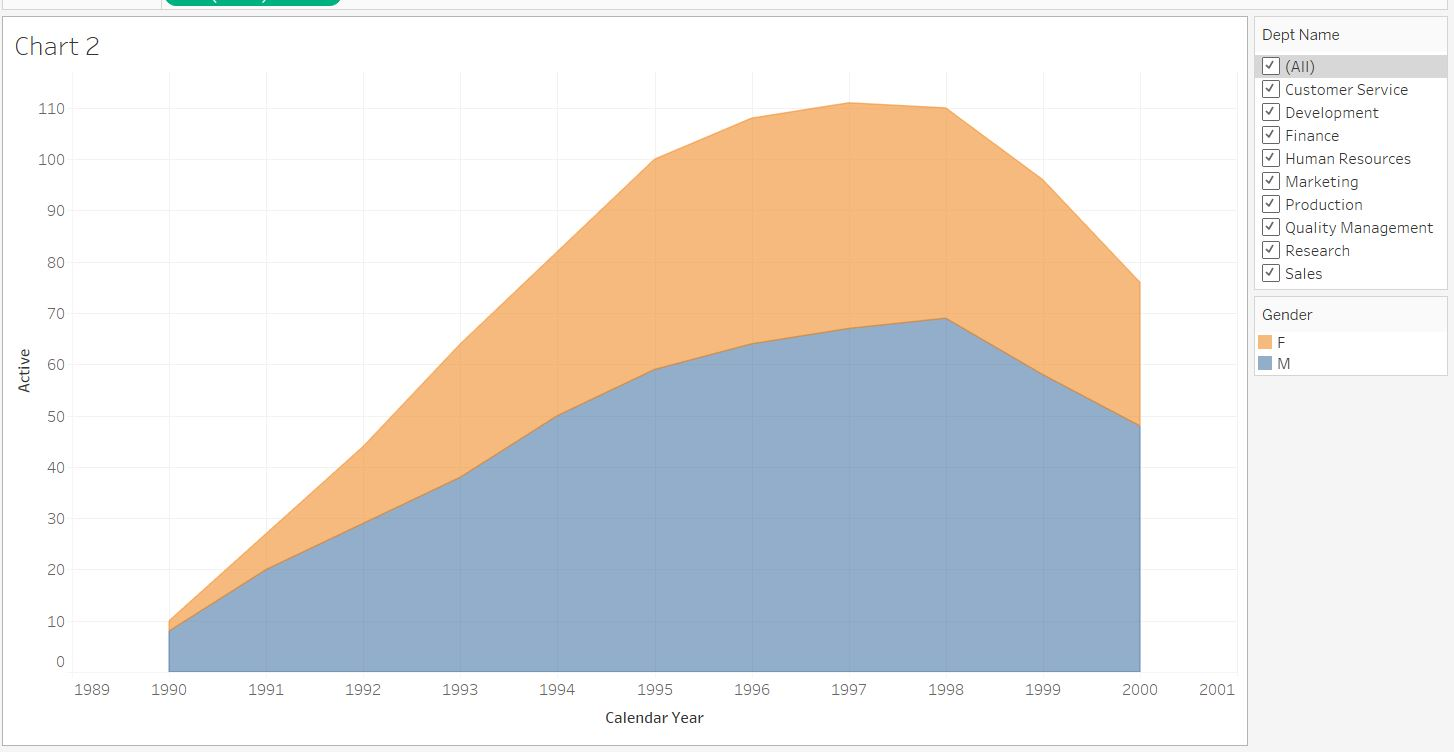 Chart 2
110
100
90
80
70
60
50
40
30
20
10
0
Active
1989 1990 1991 1992 1993 1994 1995 1996 1997 1998 1999 2000 2001
Calendar Year
Dept Name
(All)
Customer Service
Development
Finance
Human Resources
Marketing
Production
Quality Management
Research
Sales
Gender
F
M